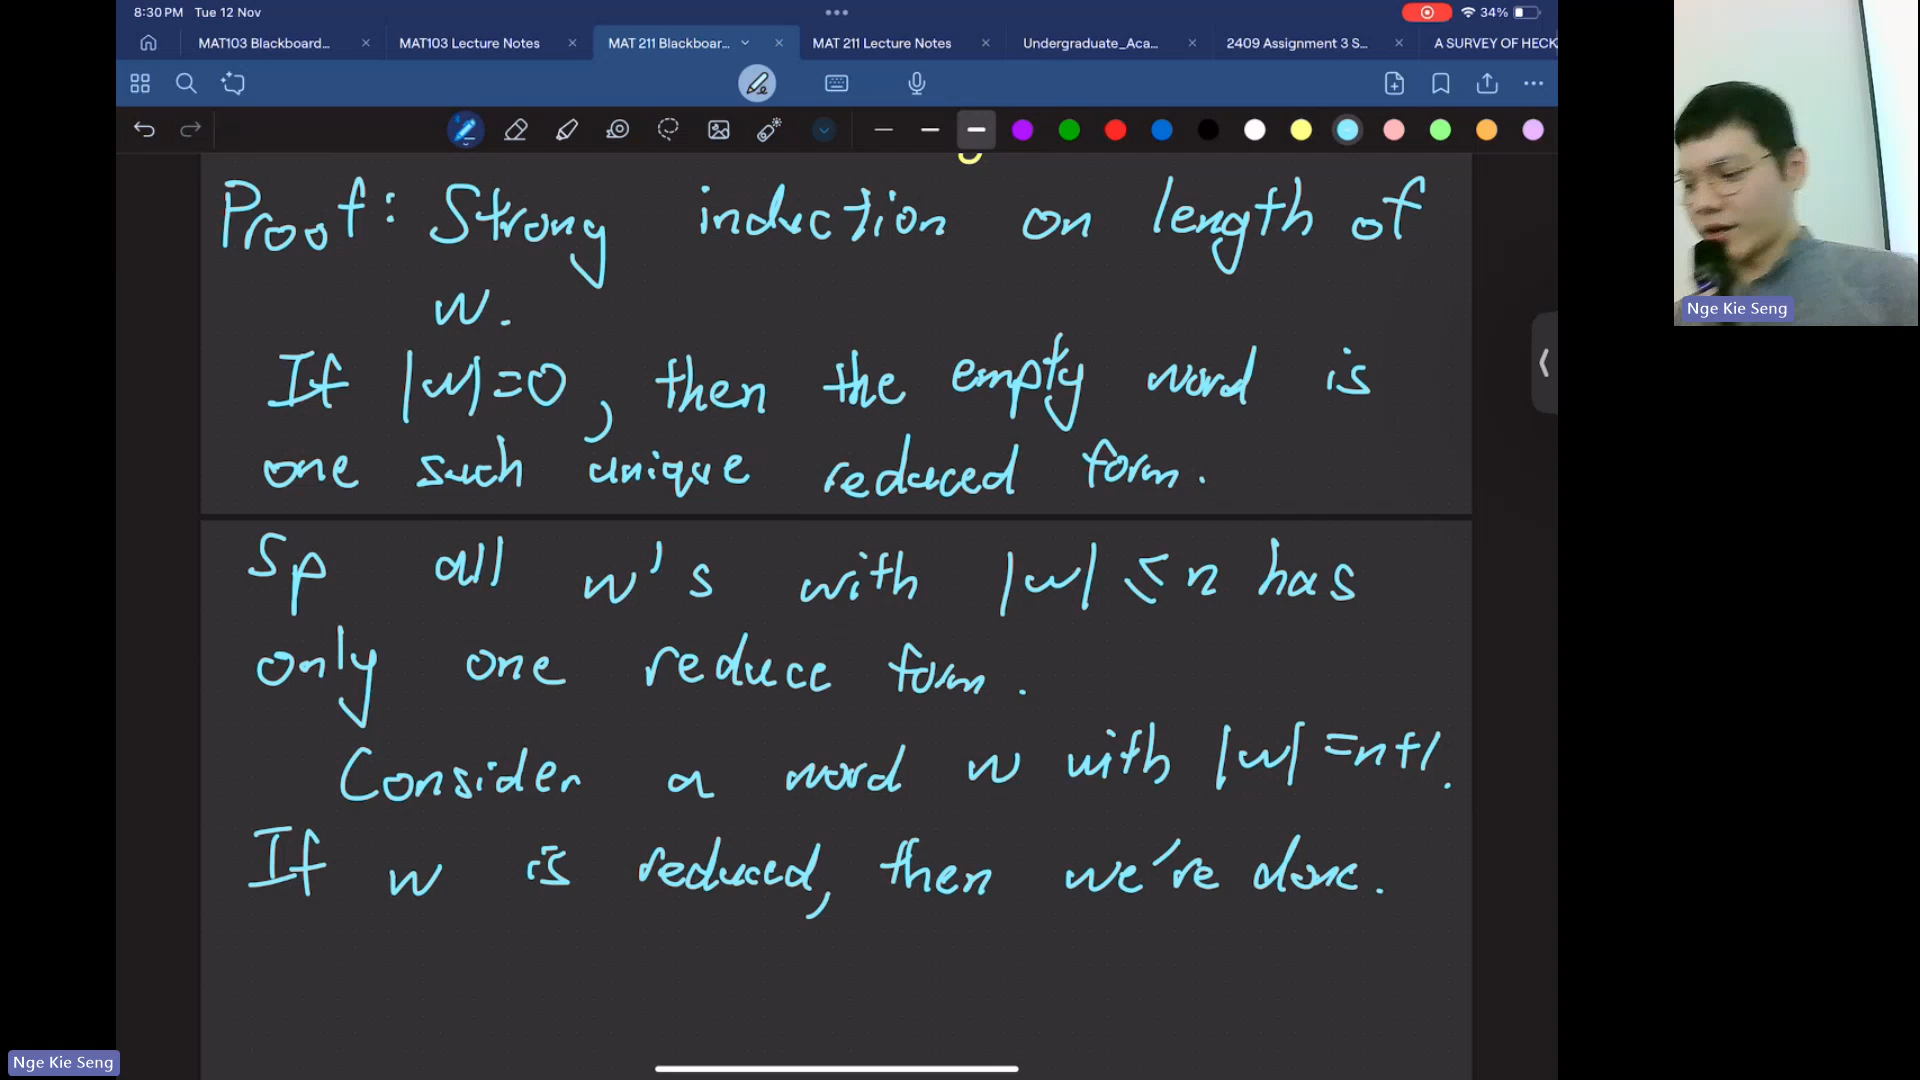 8:30 PM Tue 12 Nov
34%
MAT103 Blackboard...
MAT103 Lecture Notes
MAT 211 Blackboar...
MAT 211 Lecture Notes
Undergraduate_Aca...
2409 Assignment 3 S...
A SURVEY OF HECK
Proof: Strong induction on length of
w.
If |w|=0, then the empty word is
one such unique reduced form.
Sp all w's with |w| ≤ n has
only one reduce form.
Consider a word w with |w| = n+1.
If w is reduced, then we're done.
Nge Kie Seng
Nge Kie Seng